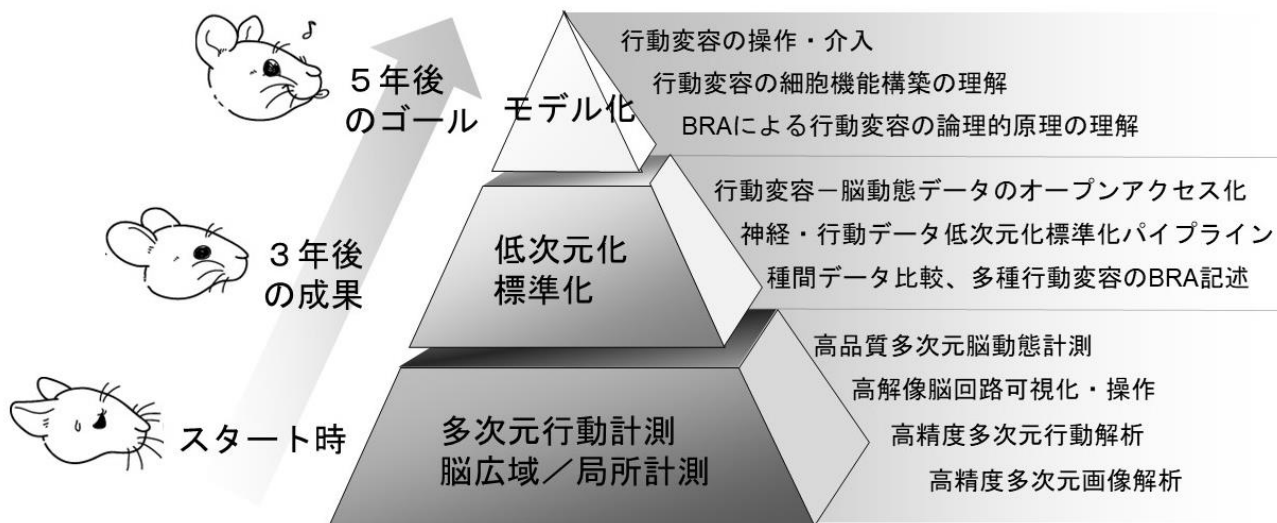 行動変容の操作・介入
行動変容の細胞機能構築の理解
BRAによる行動変容の論理的原理の理解
５年後
のゴール
モデル化
行動変容－脳動態データのオープンアクセス化
神経・行動データ低次元化標準化パイプライン
種間データ比較、多種行動変容のBRA記述
３年後
の成果
低次元化
標準化
高品質多次元脳動態計測
高解像脳回路可視化・操作
高精度多次元行動解析
高精度多次元画像解析
スタート時
多次元行動計測
脳広域／局所計測